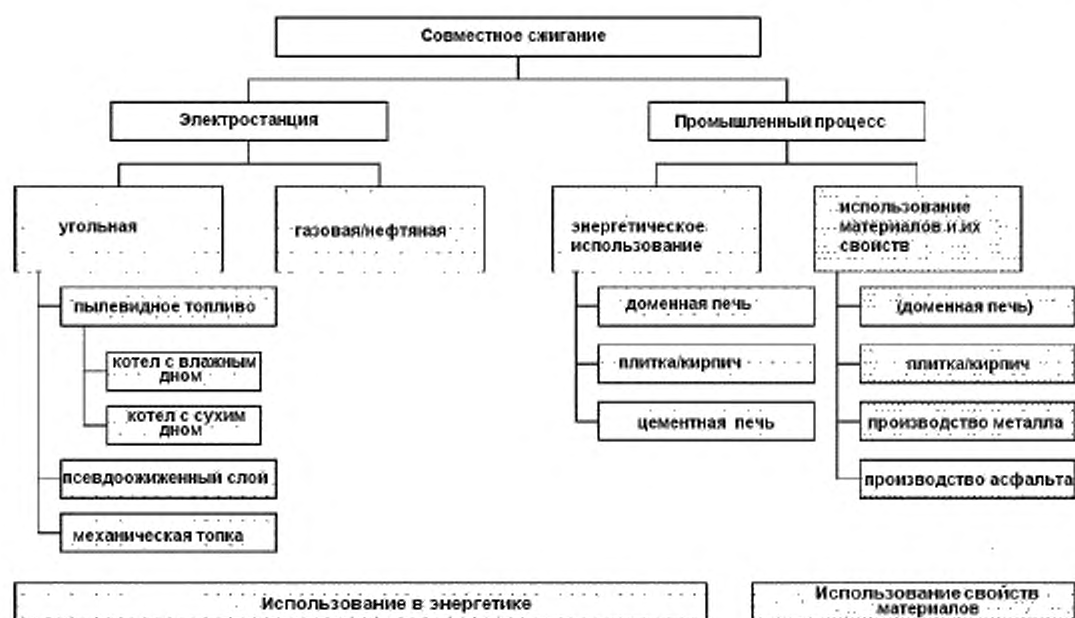 Совместное сжигание
Электростанция
Промышленный процесс
угольная
газовая/нефтяная
энергетическое
использование
использование
материалов и их
свойств
пылевидное топливо
котел с влажным
дном
котел с сухим
дном
псевдоожиженный слой
механическая топка
доменная печь
плитка/кирпич
цементная печь
(доменная печь)
плитка/кирпич
производство металла
производство асфальта
Использование в энергетике
Использование свойств
материалов